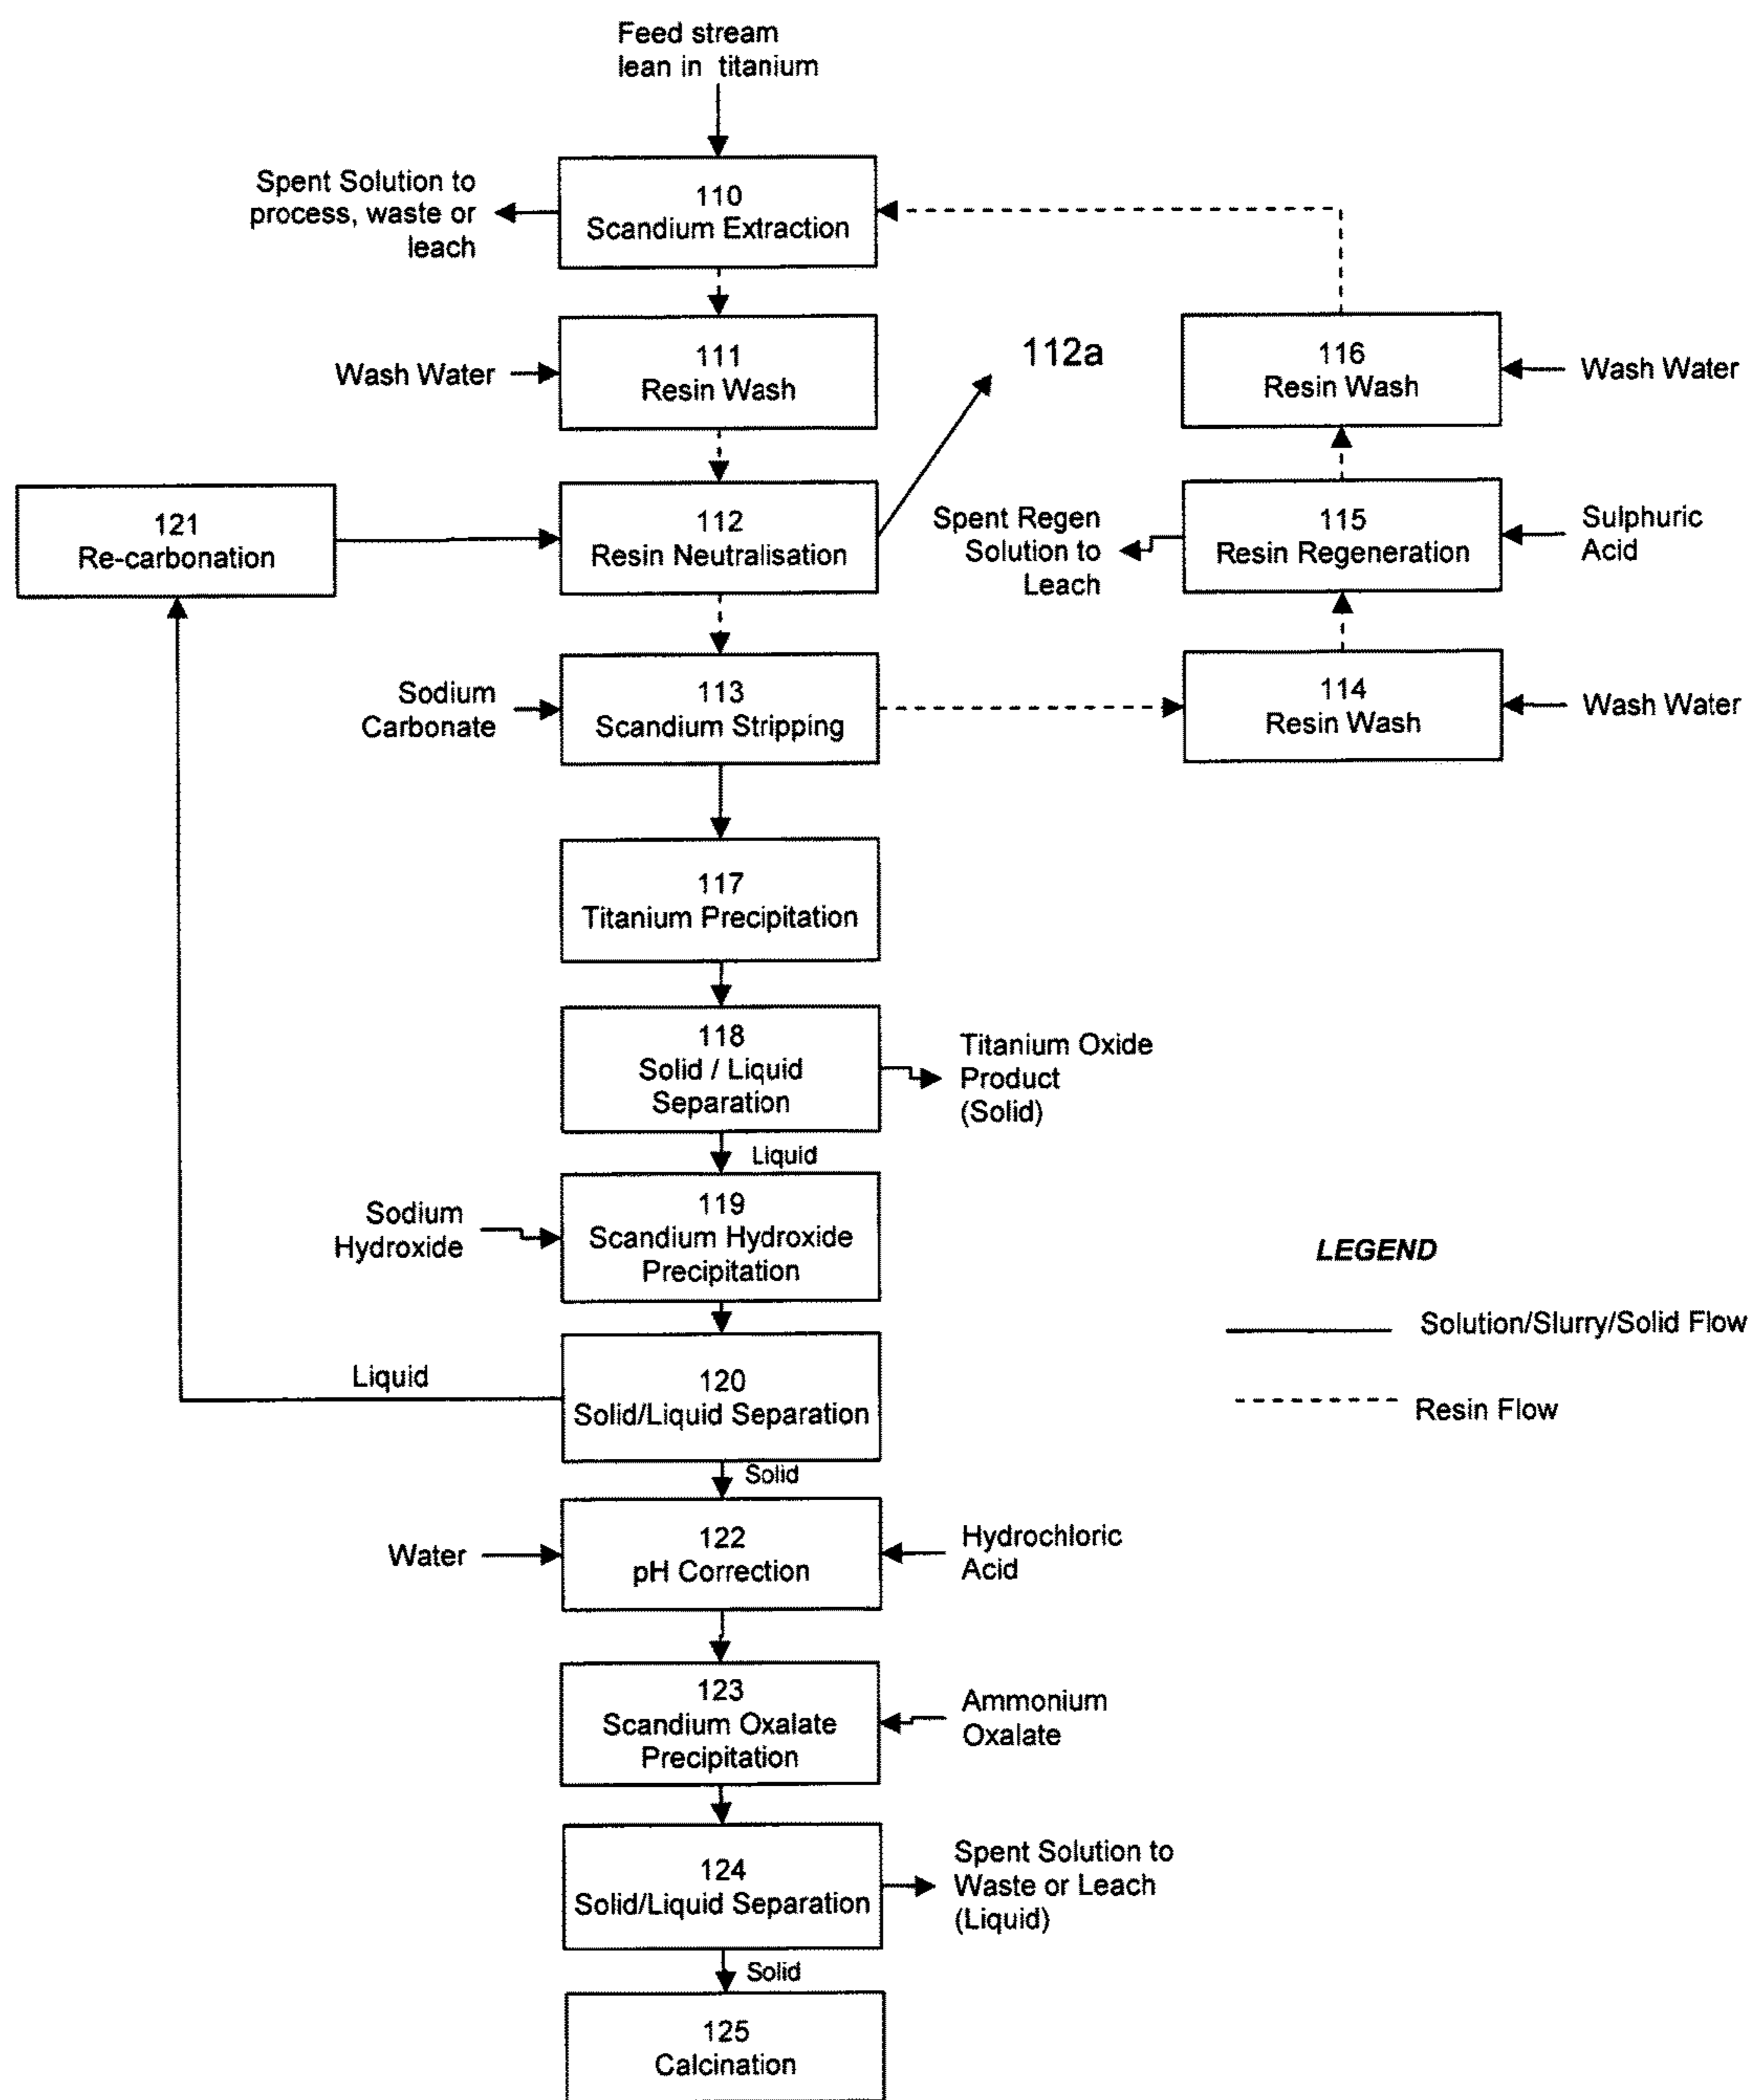 Feed stream
lean in titanium
Spent Solution to
process, waste or
leach
110
Scandium Extraction
Wash Water
111
Resin Wash
112a
116
Resin Wash
Wash Water
121
Re-carbonation
112
Resin Neutralisation
Spent Regen
Solution to
Leach
115
Resin Regeneration
Sulphuric
Acid
Sodium
Carbonate
113
Scandium Stripping
114
Resin Wash
Wash Water
117
Titanium Precipitation
118
Solid / Liquid
Separation
Titanium Oxide
Product
(Solid)
Liquid
Sodium
Hydroxide
119
Scandium Hydroxide
Precipitation
LEGEND
Solution/Slurry/Solid Flow
Resin Flow
Liquid
120
Solid/Liquid Separation
Solid
Water
122
pH Correction
Hydrochloric
Acid
123
Scandium Oxalate
Precipitation
Ammonium
Oxalate
124
Solid/Liquid Separation
Spent Solution to
Waste or Leach
(Liquid)
Solid
125
Calcination